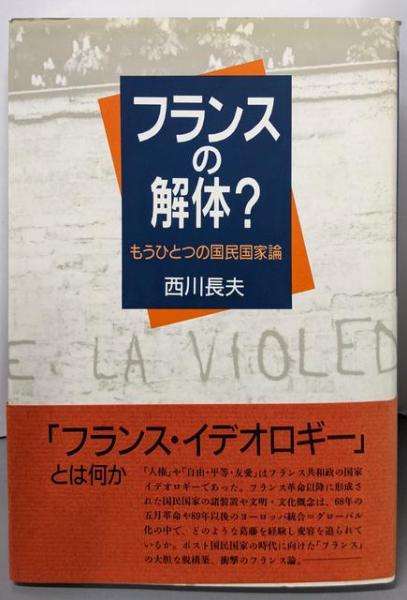 フランス
の
解体?
もうひとつの国民国家論
西川長夫
E LA VIOLED
「フランス・イデオロギー」
とは何か
「人権」や「自由・平等・友愛」はフランス共和政の国家
イデオロギーであった。フランス革命以降に形成さ
れた国民国家の諸装置や文明・文化概念は、68年の
五月革命や89年以後のヨーロッパ統合＝グローバル
化の中で、どのような葛藤を経験し変容を迫られて
いるか。ポスト国民国家の時代に向けた「フランス」
の大胆な脱構築、衝撃のフランス論。